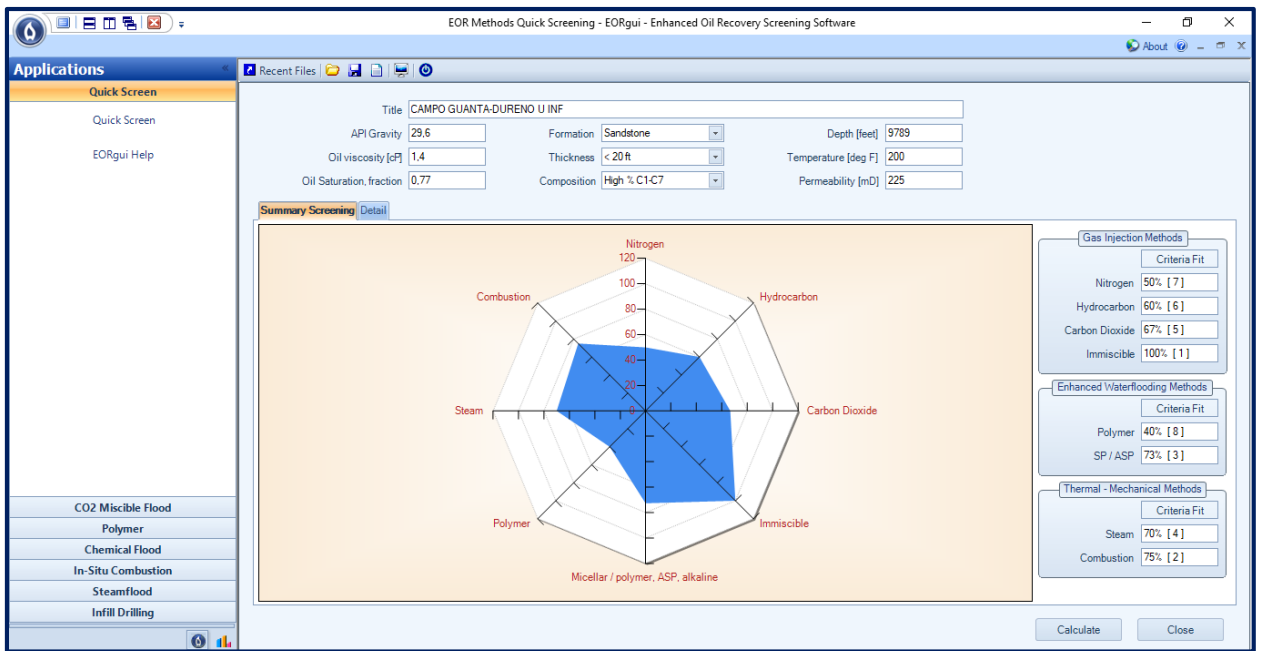 EOR Methods Quick Screening - EORgui - Enhanced Oil Recovery Screening Software
About
Applications
Recent Files
Quick Screen
Quick Screen
EORgui Help
Title CAMPO GUANTA-DURENO U INF
API Gravity 29,6 Formation Sandstone Depth [feet] 9789
Oil viscosity [cP] 1,4 Thickness < 20 ft Temperature [deg F] 200
Oil Saturation, fraction 0,77 Composition High % C1-C7 Permeability [mD] 225
Summary Screening Detail
Nitrogen
120
100
80
60
40
20
0
Combustion
Hydrocarbon
Steam
Carbon Dioxide
Polymer
Immiscible
Micellar / polymer, ASP, alkaline
Gas Injection Methods
Criteria Fit
Nitrogen 50% [ 7 ]
Hydrocarbon 60% [ 6 ]
Carbon Dioxide 67% [ 5 ]
Immiscible 100% [ 1 ]
Enhanced Waterflooding Methods
Criteria Fit
Polymer 40% [ 8 ]
SP / ASP 73% [ 3 ]
Thermal - Mechanical Methods
Criteria Fit
Steam 70% [ 4 ]
Combustion 75% [ 2 ]
CO2 Miscible Flood
Polymer
Chemical Flood
In-Situ Combustion
Steamflood
Infill Drilling
Calculate Close